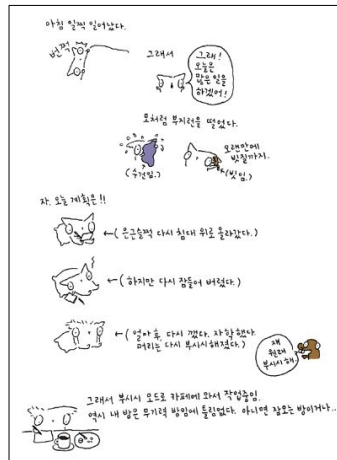 아침 일찍 일어났다.
번쩍
그래서
그래!
오늘은
많은 일을
하겠어!
모처럼 부지런을 떨었다.
(수건임.)
오랜만에
빗질까지.
(빗임.)
자. 오늘 계획은!!
←(은근슬쩍 다시 침대 위로 올라갔다.)
←(하지만 다시 잠들어 버렸다.)
←(얼마 후, 다시 깼다. 자학했다.
머리는 다시 부시시해졌다.)
쟤
원래
부시시 해.
그래서 부시시 모드로 카페에 와서 작업중임.
역시 내 방은 무기력 방임에 틀림없다. 아니면 잠오는 방이거나..